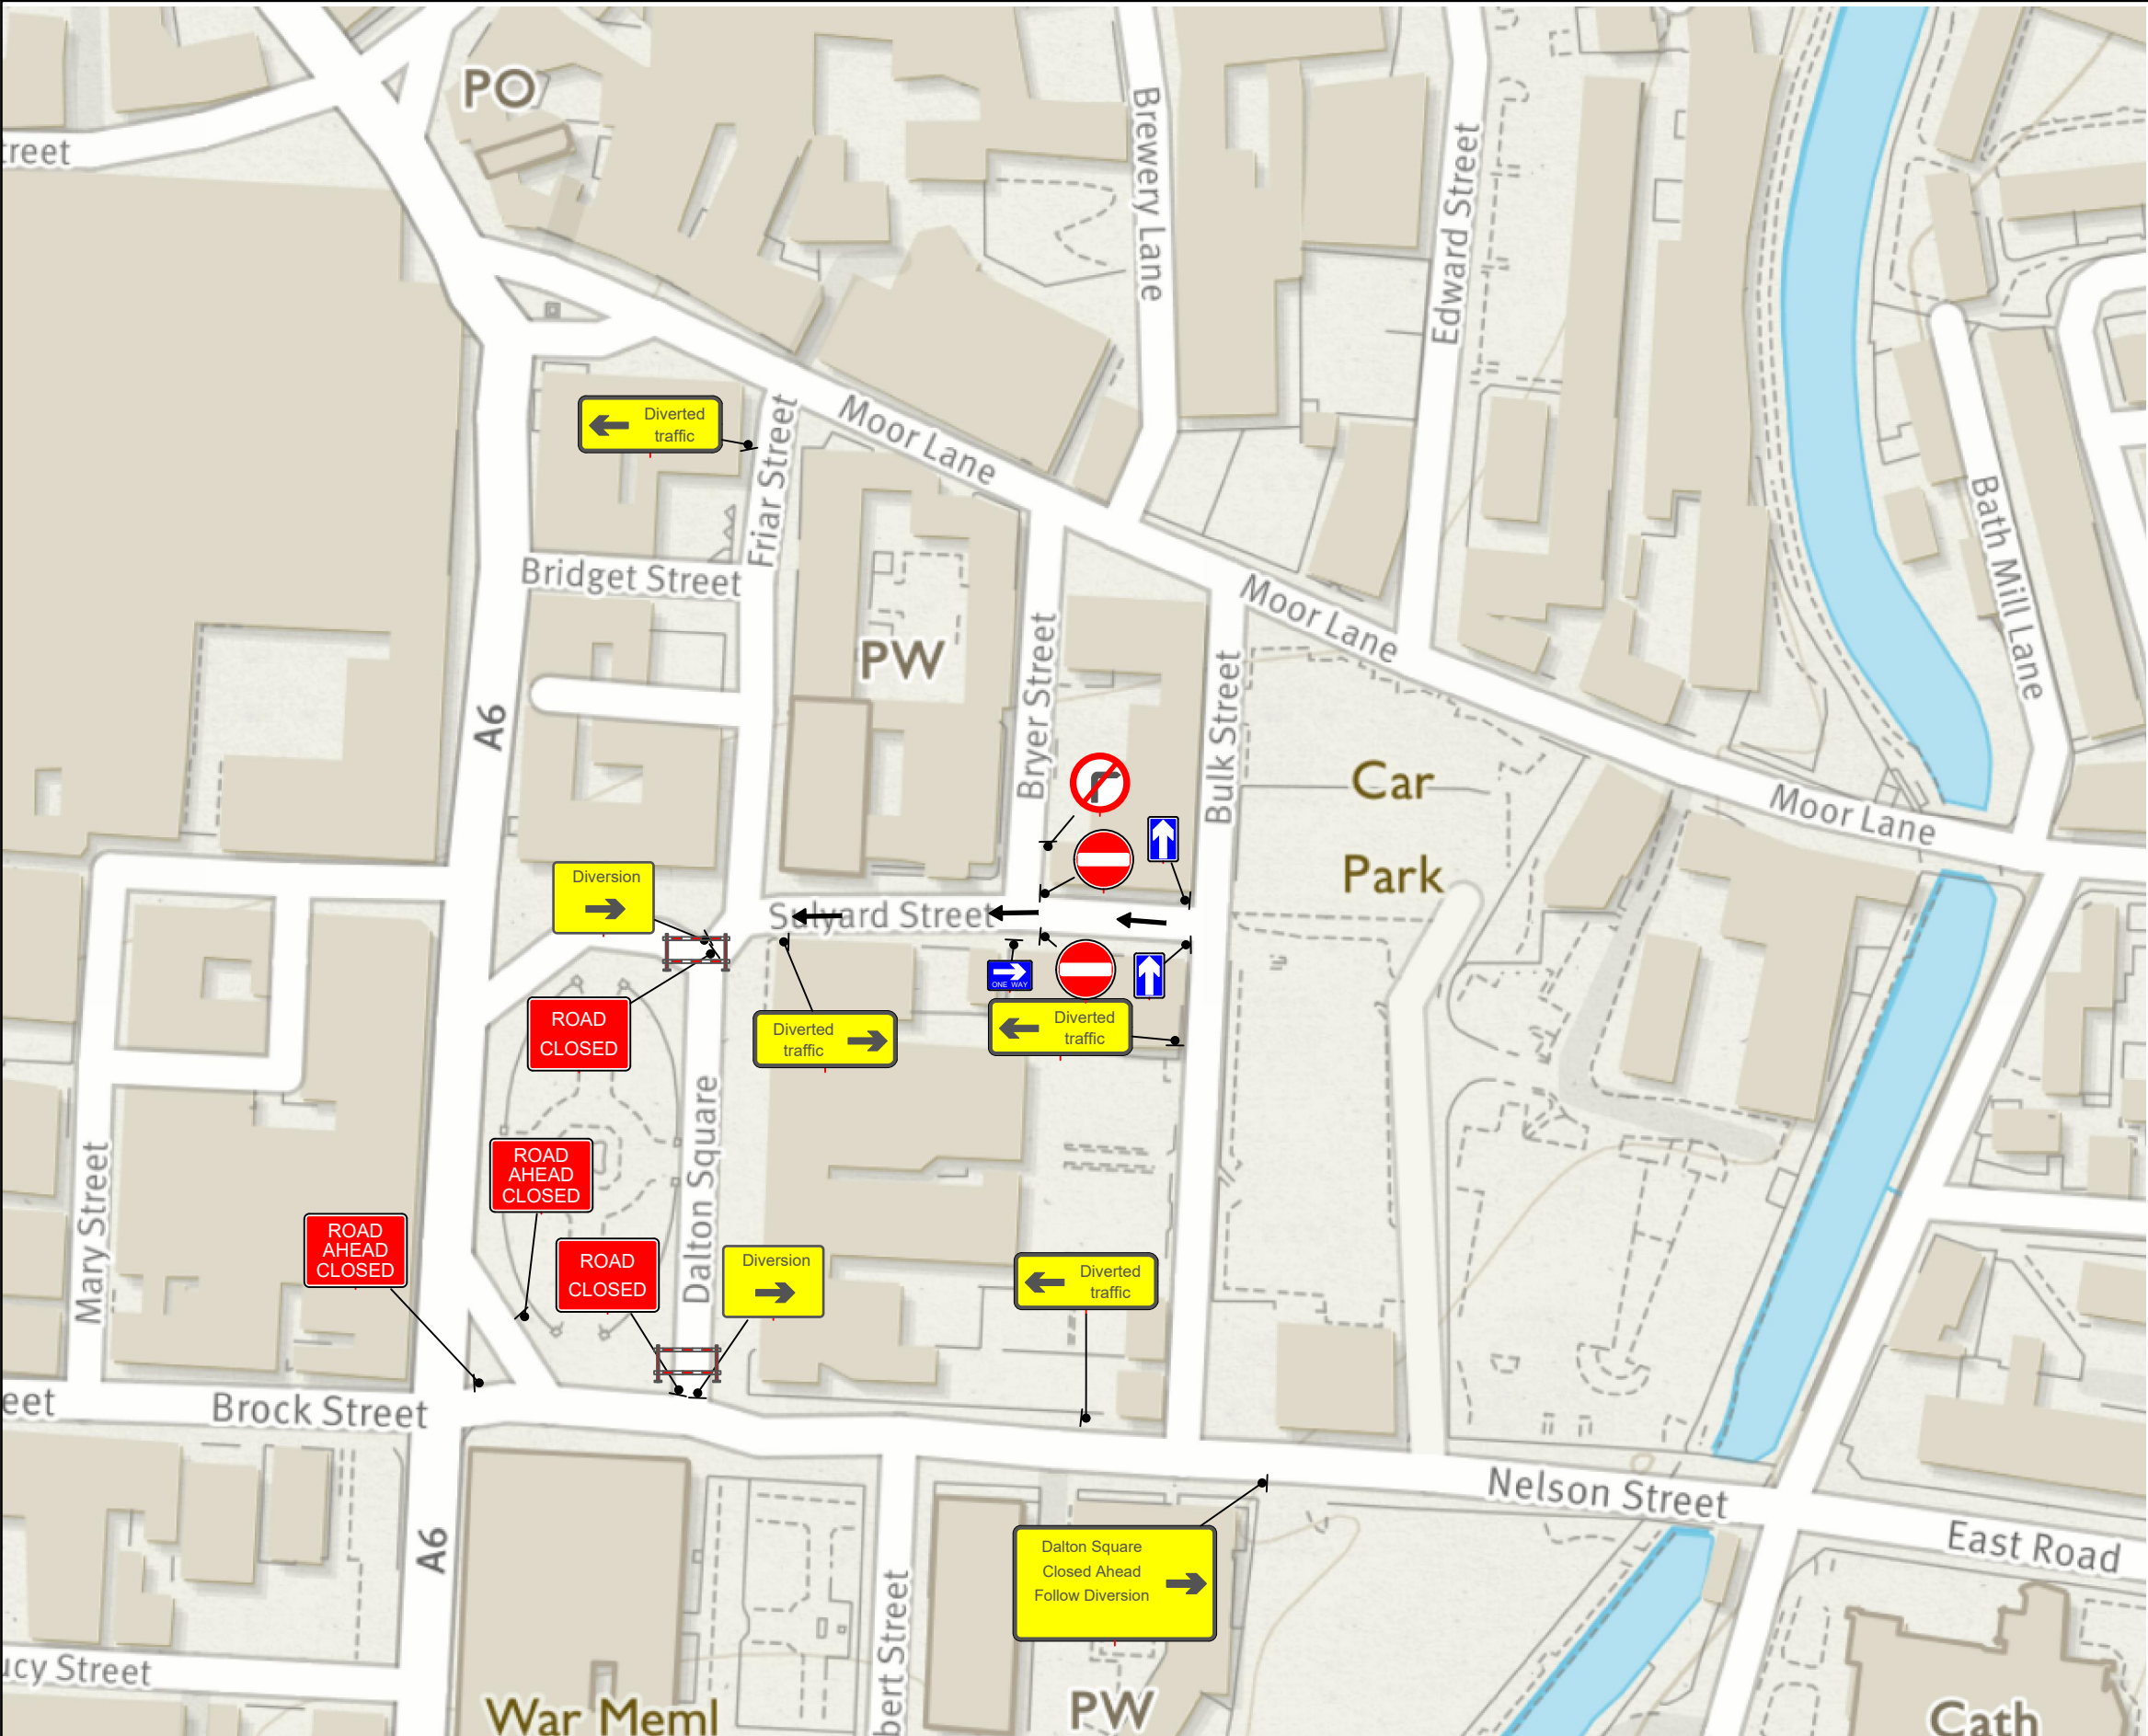 PO
Brewery Lane
Edward Street
treet
Diverted
traffic
Friar Street
Moor Lane
Bridget Street
Moor Lane
Bath Mill Lane
PW
A6
Bryer Street
Bulk Street
Car
Park
Moor Lane
Diversion
Sulyard Street
ONE WAY
ROAD
CLOSED
Diverted
traffic
Diverted
traffic
Dalton Square
ROAD
AHEAD
CLOSED
Mary Street
ROAD
AHEAD
CLOSED
ROAD
CLOSED
Diversion
Diverted
traffic
eet
Brock Street
Nelson Street
East Road
A6
Dalton Square
Closed Ahead
Follow Diversion
bert Street
ucy Street
War Meml
PW
Cath